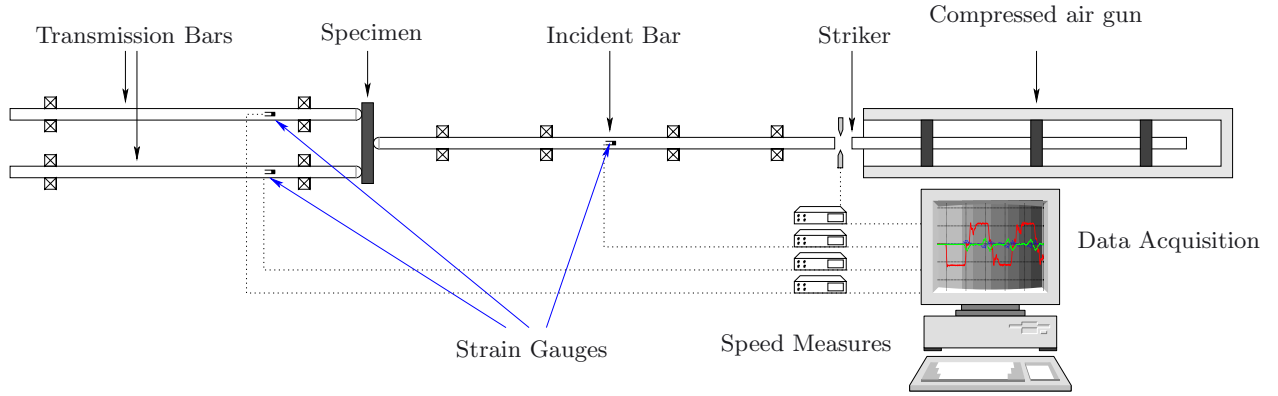 Compressed air gun
Transmission Bars
Specimen
Incident Bar
Striker
Data Acquisition
Strain Gauges
Speed Measures